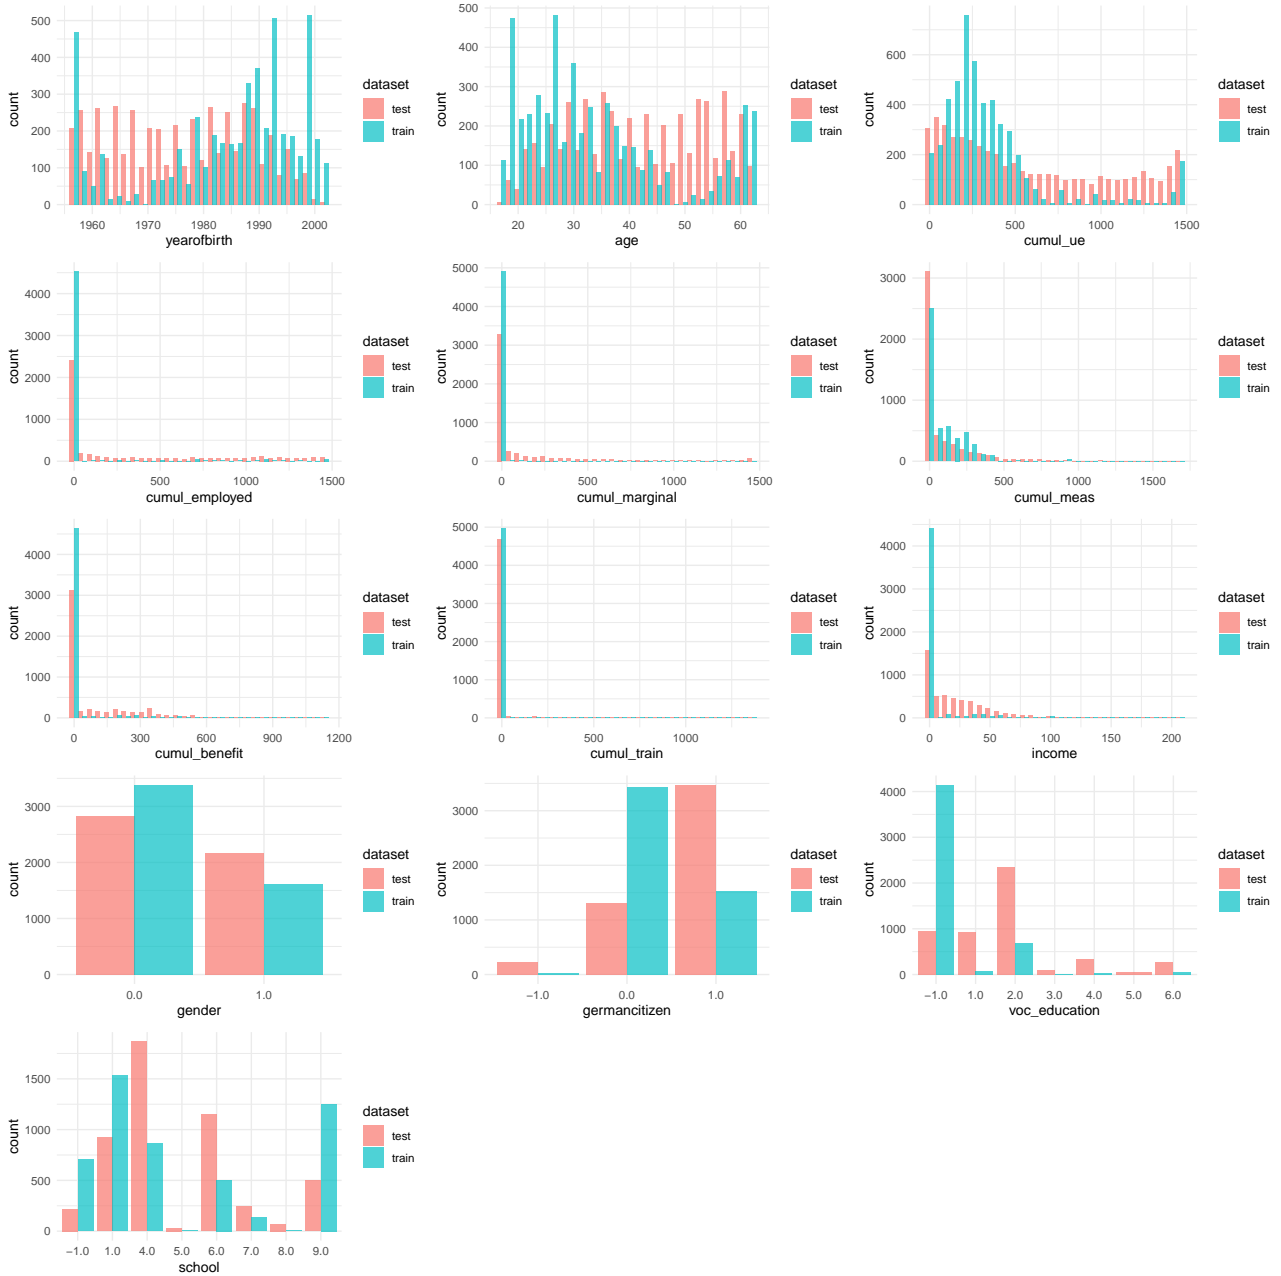 count
500
400
300
200
100
0
1960
1970
1980
1990
2000
yearofbirth
dataset
test
train
count
500
400
300
200
100
0
20
30
40
50
60
age
dataset
test
train
count
600
400
200
0
0
500
1000
1500
cumul_ue
dataset
test
train
count
4000
3000
2000
1000
0
0
500
1000
1500
cumul_employed
dataset
test
train
count
5000
4000
3000
2000
1000
0
0
500
1000
1500
cumul_marginal
dataset
test
train
count
3000
2000
1000
0
0
500
1000
1500
cumul_meas
dataset
test
train
count
4000
3000
2000
1000
0
0
300
600
900
1200
cumul_benefit
dataset
test
train
count
5000
4000
3000
2000
1000
0
0
500
1000
cumul_train
dataset
test
train
count
4000
3000
2000
1000
0
0
50
100
150
200
income
dataset
test
train
count
3000
2000
1000
0
0.0
1.0
gender
dataset
test
train
count
3000
2000
1000
0
−1.0
0.0
1.0
germancitizen
dataset
test
train
count
4000
3000
2000
1000
0
−1.0
1.0
2.0
3.0
4.0
5.0
6.0
voc_education
dataset
test
train
count
1500
1000
500
0
−1.0
1.0
4.0
5.0
6.0
7.0
8.0
9.0
school
dataset
test
train